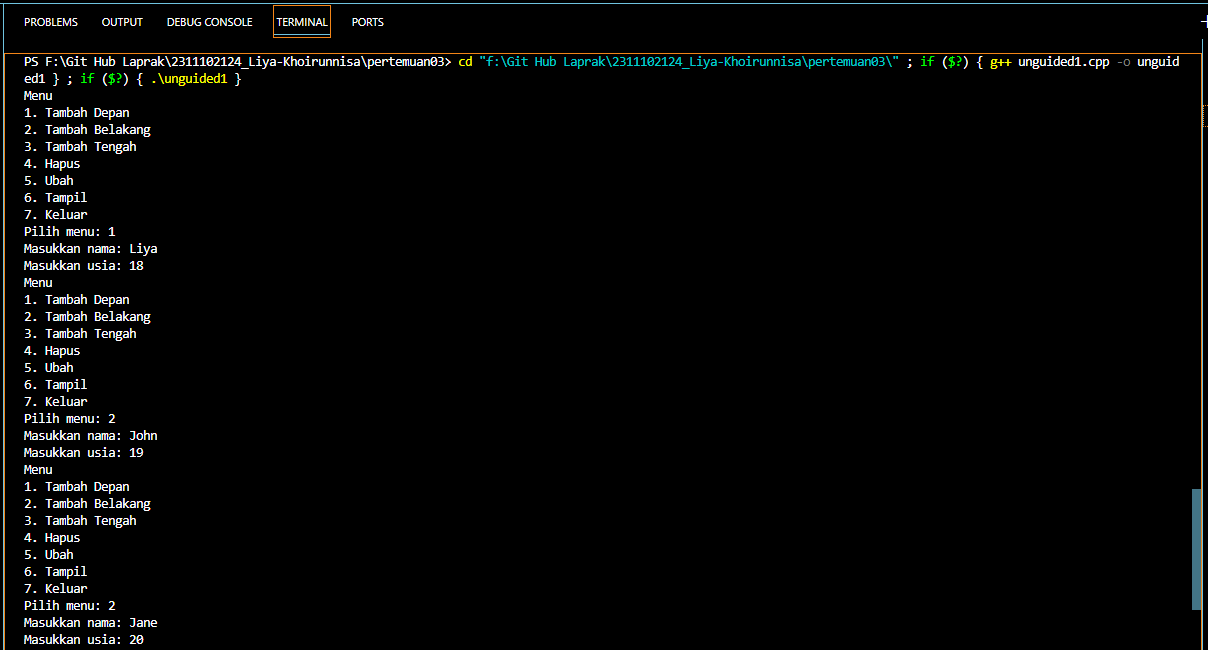 PROBLEMS OUTPUT DEBUG CONSOLE TERMINAL PORTS
PS F:\Git Hub Laprak\2311102124_Liya-Khoirunnisa\pertemuan03> cd "f:\Git Hub Laprak\2311102124_Liya-Khoirunnisa\pertemuan03\" ; if ($?) { g++ unguided1.cpp -o unguid
ed1 } ; if ($?) { .\unguided1 }
Menu
1. Tambah Depan
2. Tambah Belakang
3. Tambah Tengah
4. Hapus
5. Ubah
6. Tampil
7. Keluar
Pilih menu: 1
Masukkan nama: Liya
Masukkan usia: 18
Menu
1. Tambah Depan
2. Tambah Belakang
3. Tambah Tengah
4. Hapus
5. Ubah
6. Tampil
7. Keluar
Pilih menu: 2
Masukkan nama: John
Masukkan usia: 19
Menu
1. Tambah Depan
2. Tambah Belakang
3. Tambah Tengah
4. Hapus
5. Ubah
6. Tampil
7. Keluar
Pilih menu: 2
Masukkan nama: Jane
Masukkan usia: 20